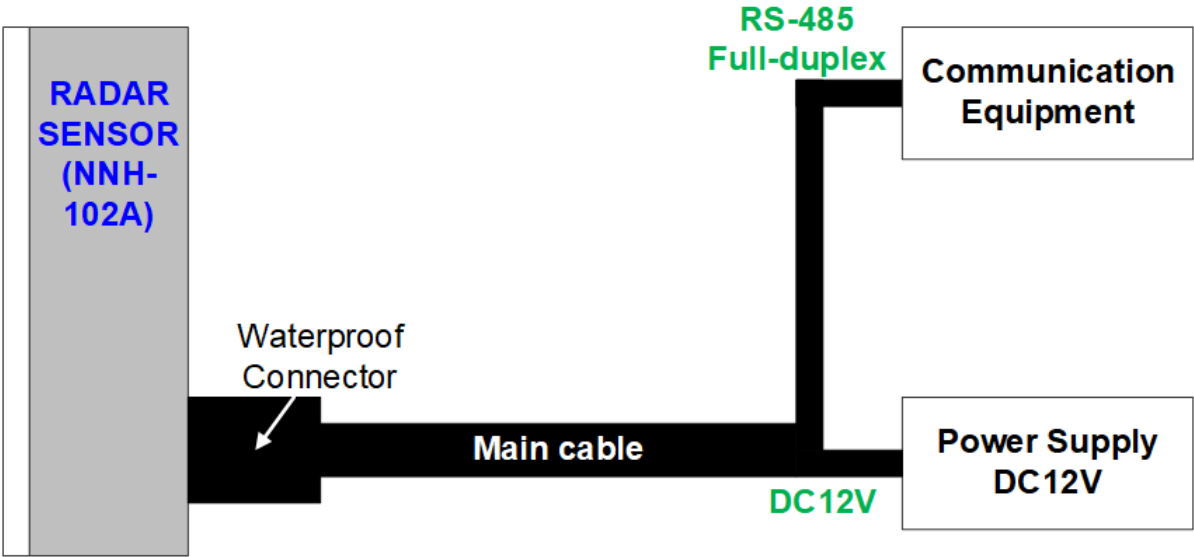 RADAR
SENSOR
(NNH-
102A)
Waterproof
Connector
Main cable
RS-485
Full-duplex
DC12V
Communication
Equipment
Power Supply
DC12V